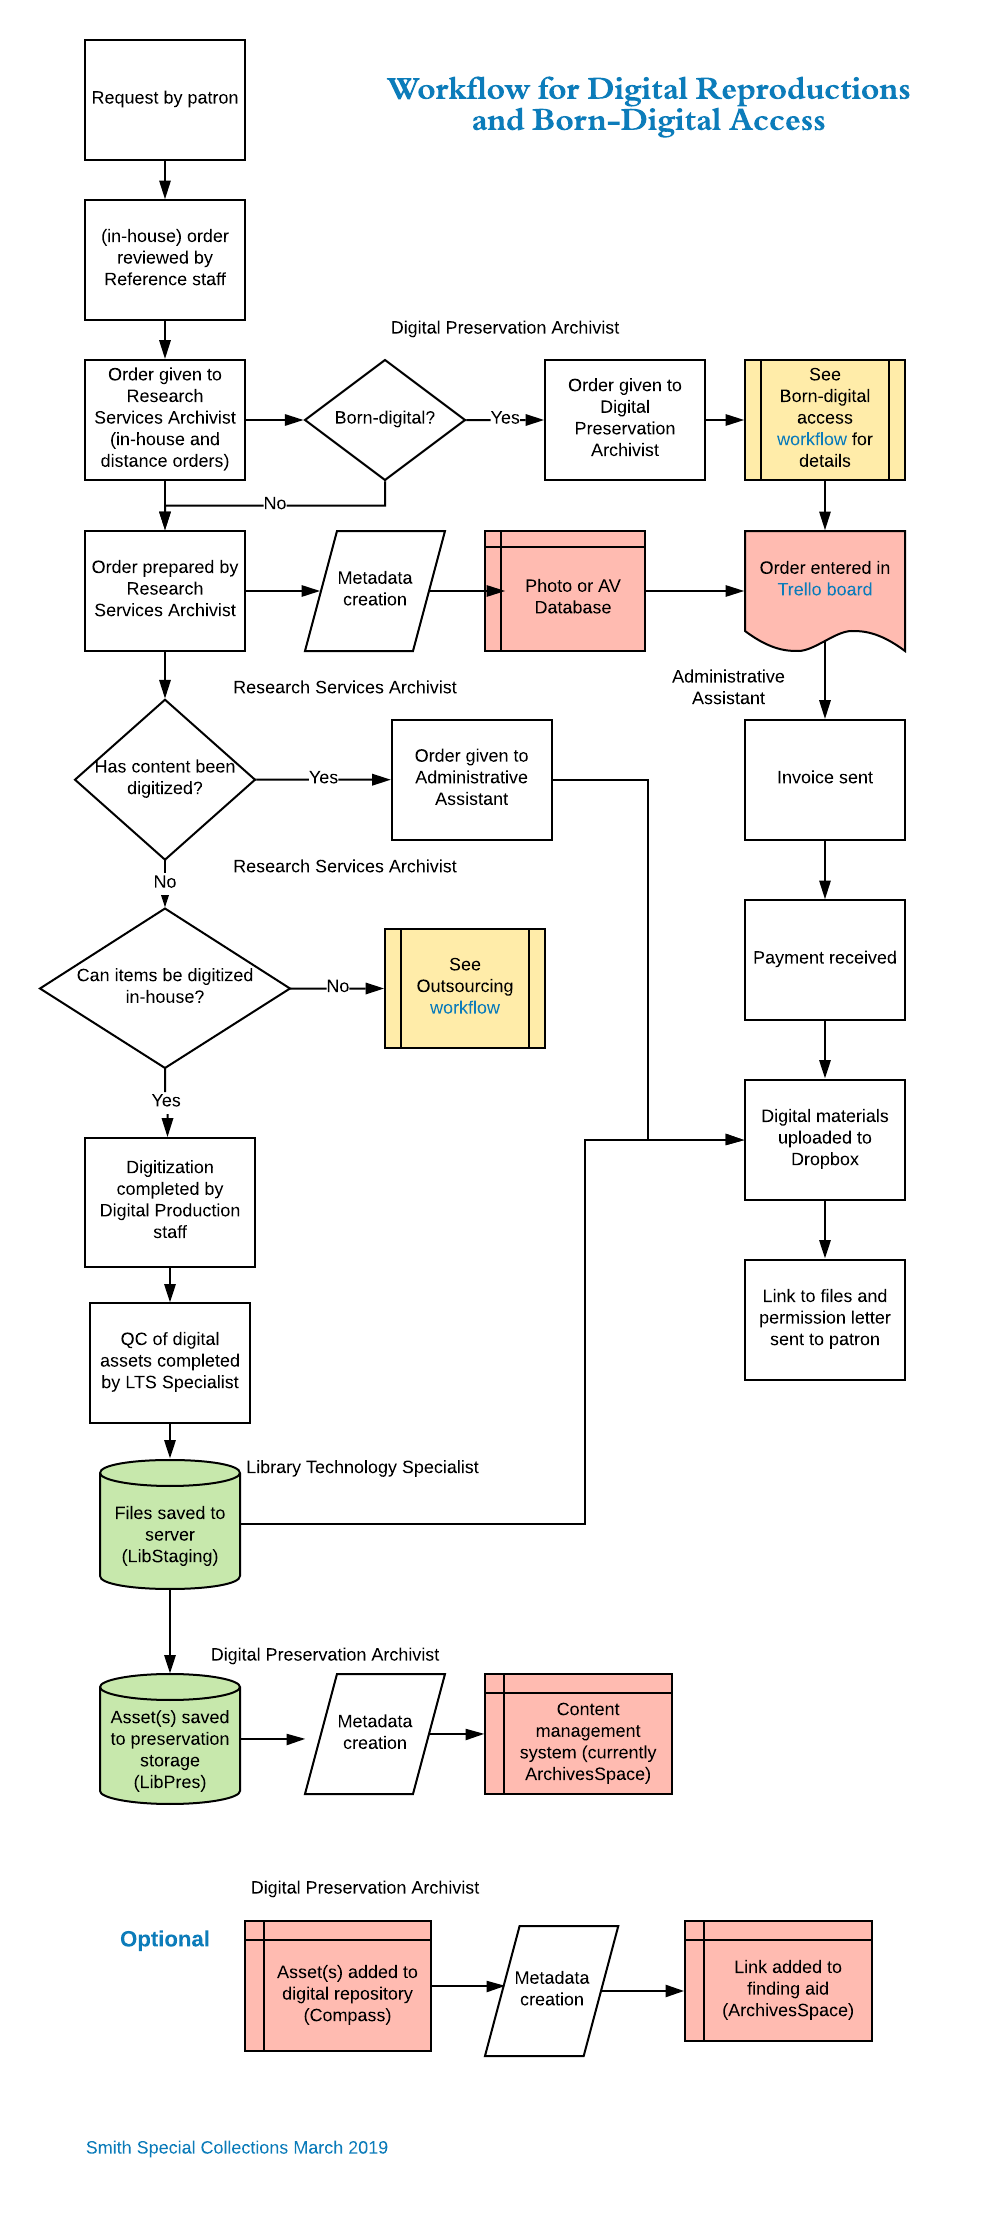 Workflow for Digital Reproductions
and Born-Digital Access
Request by patron
(in-house) order
reviewed by
Reference staff
Digital Preservation Archivist
Order given to
Research
Services Archivist
(in-house and
distance orders)
Born-digital?
Yes
Order given to
Digital
Preservation
Archivist
See
Born-digital
access
workflow for
details
No
Order prepared by
Research
Services Archivist
Metadata
creation
Photo or AV
Database
Order entered in
Trello board
Research Services Archivist
Administrative
Assistant
Has content been
digitized?
Yes
Order given to
Administrative
Assistant
Invoice sent
Research Services Archivist
No
Payment received
Can items be digitized
in-house?
No
See
Outsourcing
workflow
Yes
Digital materials
uploaded to
Dropbox
Digitization
completed by
Digital Production
staff
Link to files and
permission letter
sent to patron
QC of digital
assets completed
by LTS Specialist
Library Technology Specialist
Files saved to
server
(LibStaging)
Digital Preservation Archivist
Asset(s) saved
to preservation
storage
(LibPres)
Metadata
creation
Content
management
system (currently
ArchivesSpace)
Digital Preservation Archivist
Optional
Asset(s) added to
digital repository
(Compass)
Metadata
creation
Link added to
finding aid
(ArchivesSpace)
Smith Special Collections March 2019